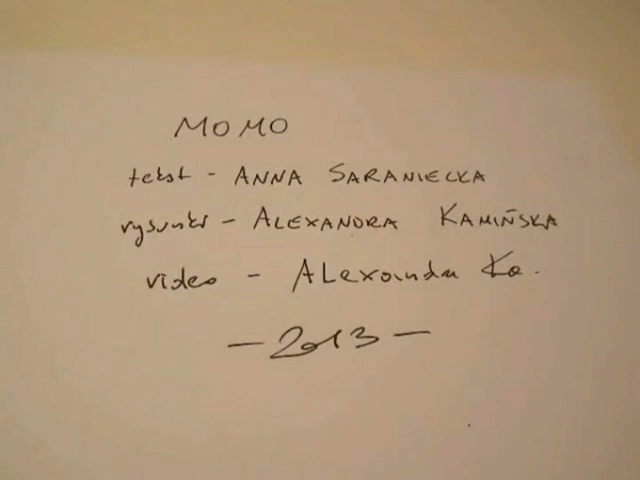 MOMO
tekst - ANNA SARANIECKA
rysunki - ALEXANDRA KAMIŃSKA
video - ALexandra Ka.
- 2013 -